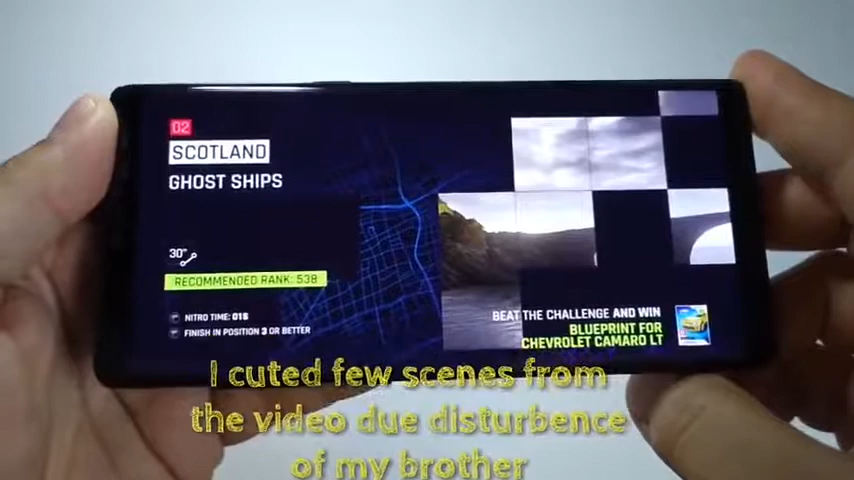 02
SCOTLAND
GHOST SHIPS
30"
RECOMMENDED RANK: 538
NITRO TIME: 01S
FINISH IN POSITION 3 OR BETTER
BEAT THE CHALLENGE AND WIN
BLUEPRINT FOR
CHEVROLET CAMARO LT
I cuted few scenes from
the video due disturbence
of my brother